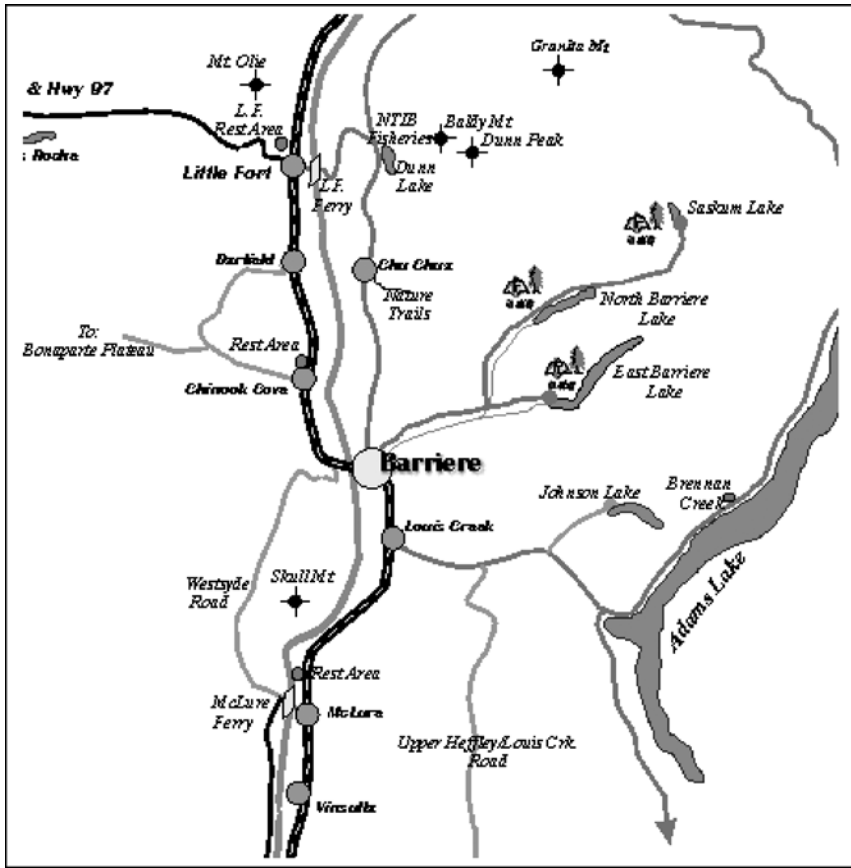 Granite Mt
Mt. Olie
& Hwy 97
L.F.
Rest Area
NTIB
Fisheries
Baldy Mt
Dunn Peak
Little Fort
Dunn
Lake
L.F.
Ferry
Saskum Lake
Darfield
Chu Chua
Nature
Trails
North Barriere
Lake
To:
Bonaparte Plateau
Rest Area
Chinook Cove
East Barriere
Lake
Barriere
Johnson Lake
Brennan
Creek
Louis Creek
Adams Lake
Westsyde
Road
Skull Mt
Rest Area
McLure
Ferry
McLure
Upper Heffley/Louis Crk.
Road
Vinsulla